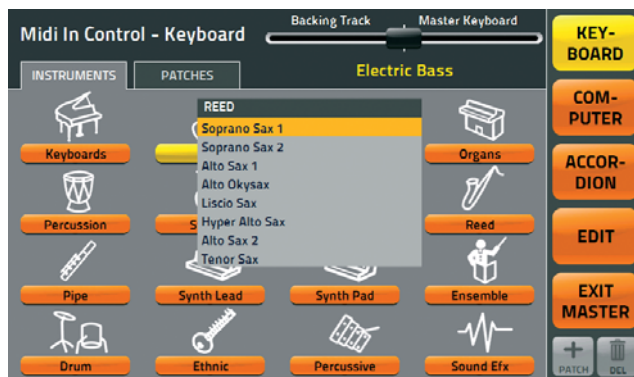 Midi In Control - Keyboard
Backing Track
Master Keyboard
KEY-
BOARD
INSTRUMENTS
PATCHES
Electric Bass
COM-
PUTER
REED
Soprano Sax 1
Soprano Sax 2
Alto Sax 1
Alto Okysax
Liscio Sax
Hyper Alto Sax
Alto Sax 2
Tenor Sax
Keyboards
Organs
ACCOR-
DION
Percussion
S
Reed
EDIT
Pipe
Synth Lead
Synth Pad
Ensemble
EXIT
MASTER
Drum
Ethnic
Percussive
Sound Efx
PATCH
DEL